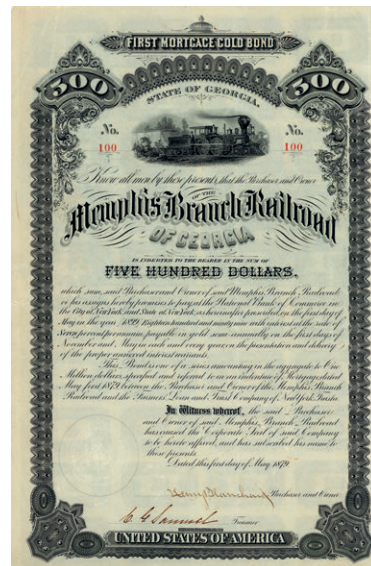 FIRST MORTGAGE GOLD BOND
500 500
STATE OF GEORGIA.
No. No.
100 100
Know all men by these presents, that the Purchaser and Owner
OF THE
Memphis Branch Railroad
OF GEORGIA
IS INDEBTED TO THE BEARER IN THE SUM OF
FIVE HUNDRED DOLLARS,
which sum, said Purchaser and Owner of said Memphis Branch Railroad
or his assigns hereby promises to pay at the National Bank of Commerce, in
the City of New York, and State of New York, as hereinafter prescribed, on the first day of
May in the year 1899 Eighteen hundred and ninety nine with interest at the rate of
Seven per cent per annum, payable in gold semi-annually on the first days of
November and May in each and every year, on the presentation and delivery
of the proper annexed interest warrants.
This Bond is one of a series amounting in the aggregate to One
Million dollars, specified and referred to in an indenture of Mortgage dated
May first 1879 between the Purchaser and Owner of the Memphis Branch
Railroad and the Farmers' Loan and Trust Company of New York, Trustee.
In Witness whereof, the said Purchaser
and Owner of said Memphis Branch Railroad
has caused the Corporate Seal of said Company
to be hereto affixed, and has subscribed his name to
these presents.
Dated this first day of May 1879.
Henry Blanchard Purchaser and Owner
C. G. Samuel Treasurer
UNITED STATES OF AMERICA